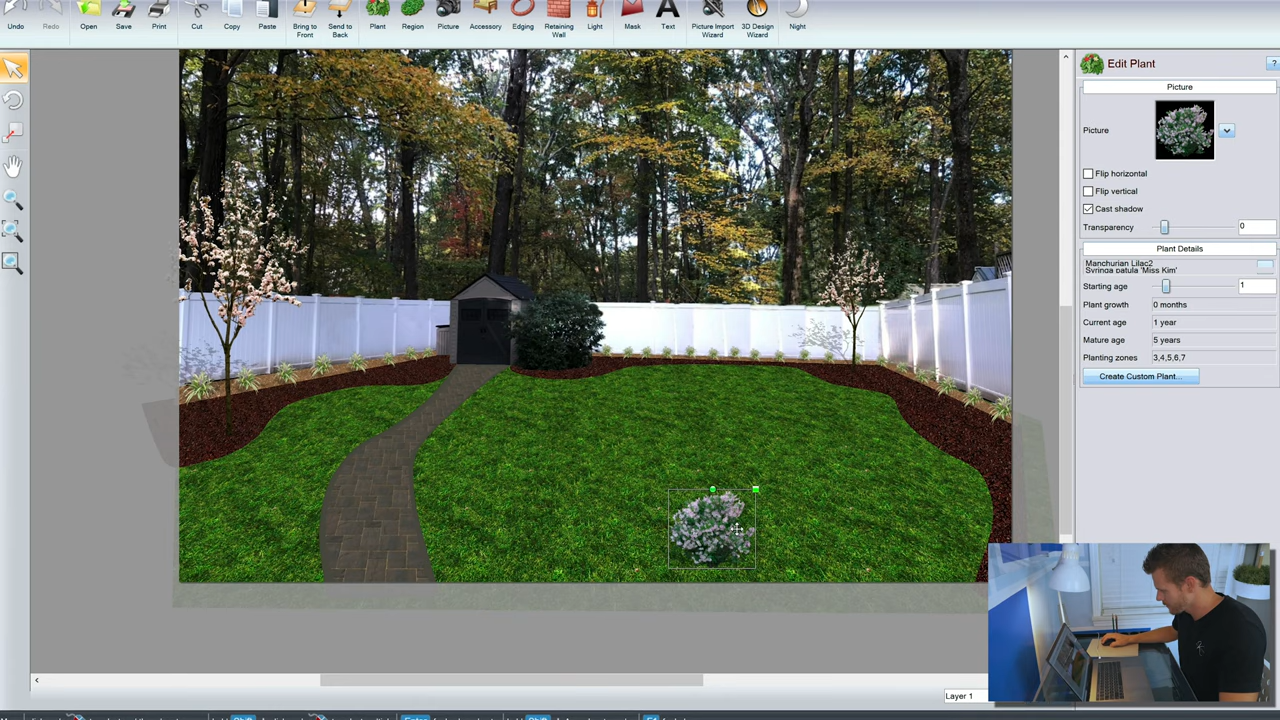 Undo Redo Open Save Print Cut Copy Paste Bring to Front Send to Back Plant Region Picture Accessory Edging Retaining Wall Light Mask Text Picture Import Wizard 3D Design Wizard Night
Edit Plant ?
Picture
Picture
Flip horizontal
Flip vertical
Cast shadow
Transparency 0
Plant Details
Manchurian Lilac2
Syringa patula 'Miss Kim'
Starting age 1
Plant growth 0 months
Current age 1 year
Mature age 5 years
Planting zones 3,4,5,6,7
Create Custom Plant...
Layer 1